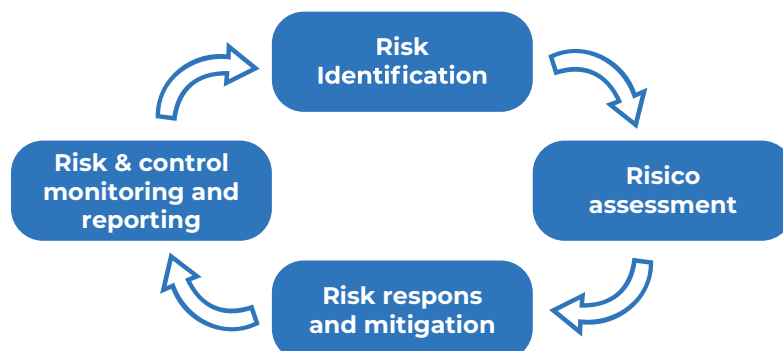 Risk
Identification
Risico
assessment
Risk respons
and mitigation
Risk & control
monitoring and
reporting